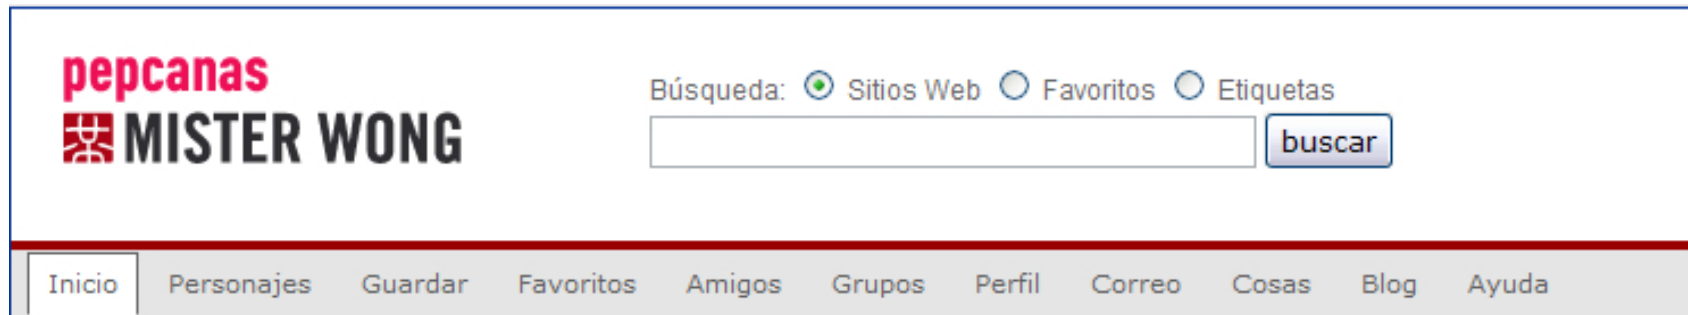 pepcanas
MISTER WONG
Búsqueda: Sitios Web Favoritos Etiquetas
buscar
Inicio Personajes Guardar Favoritos Amigos Grupos Perfil Correo Cosas Blog Ayuda